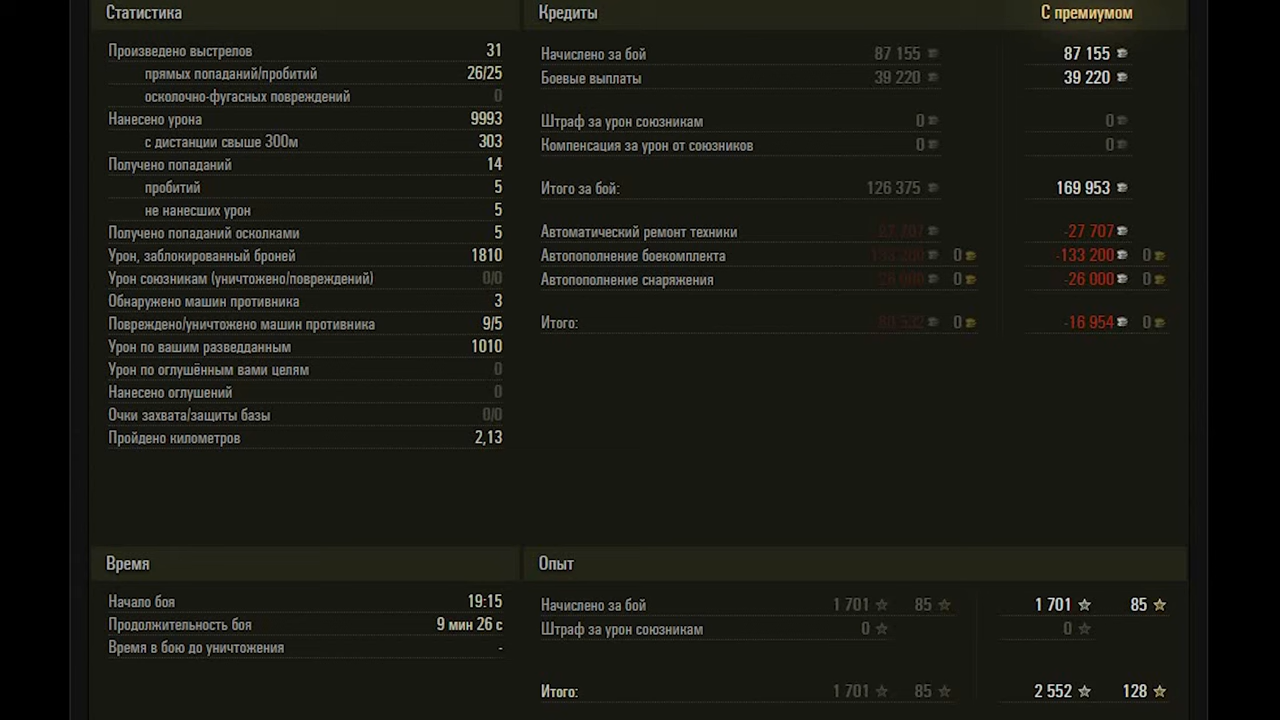 Статистика
Произведено выстрелов 31
прямых попаданий/пробитий 26/25
осколочно-фугасных повреждений 0
Нанесено урона 9993
с дистанции свыше 300м 303
Получено попаданий 14
пробитий 5
не нанесших урон 5
Получено попаданий осколками 5
Урон, заблокированный броней 1810
Урон союзникам (уничтожено/повреждений) 0/0
Обнаружено машин противника 3
Повреждено/уничтожено машин противника 9/5
Урон по вашим разведданным 1010
Урон по оглушённым вами целям 0
Нанесено оглушений 0
Очки захвата/защиты базы 0/0
Пройдено километров 2,13
Кредиты С премиумом
Начислено за бой 87 155 87 155
Боевые выплаты 39 220 39 220
Штраф за урон союзникам 0 0
Компенсация за урон от союзников 0 0
Итого за бой: 126 375 169 953
Автоматический ремонт техники -27 707 -27 707
Автопополнение боекомплекта -133 200 0 -133 200 0
Автопополнение снаряжения -26 000 0 -26 000 0
Итого: 0 -16 954 0
Время
Начало боя 19:15
Продолжительность боя 9 мин 26 с
Время в бою до уничтожения -
Опыт
Начислено за бой 1 701 85 1 701 85
Штраф за урон союзникам 0 0
Итого: 1 701 85 2 552 128